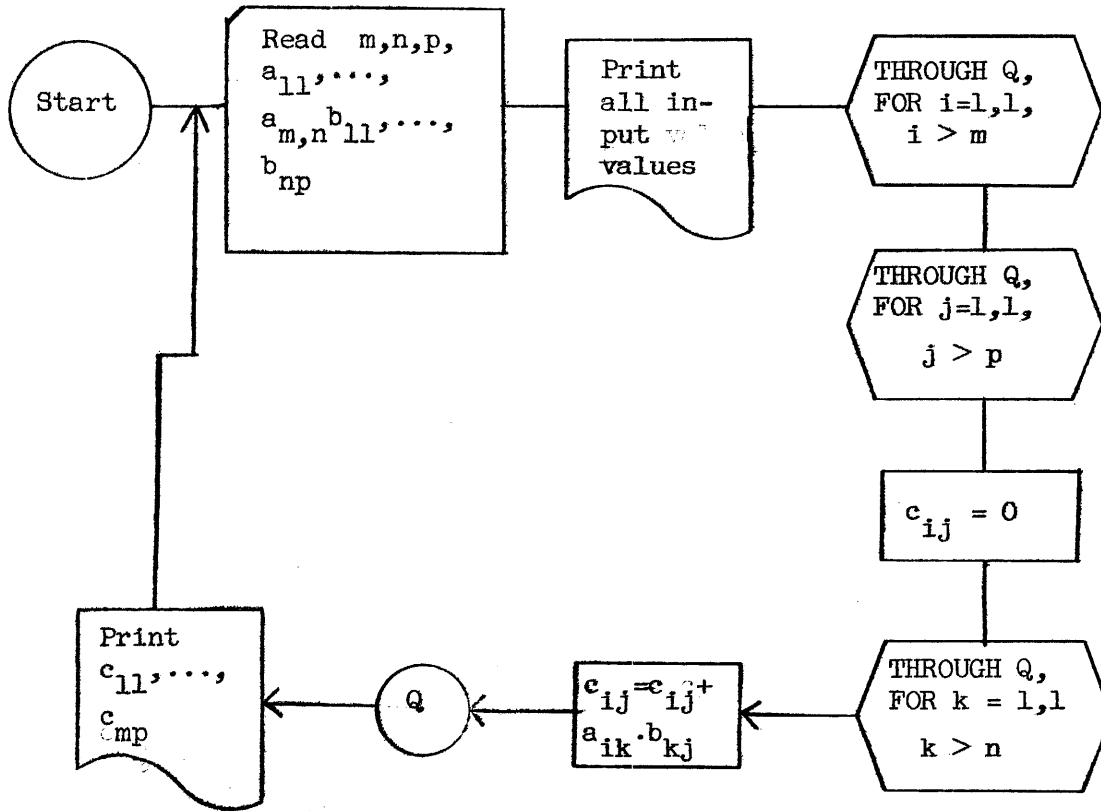 Start
Read m,n,p,
a11,...,
am,nb11,...,
bnp
Print
all in-
put
values
THROUGH Q,
FOR i=1,1,
i > m
THROUGH Q,
FOR j=1,1,
j > p
cij = 0
THROUGH Q,
FOR k = 1,1
k > n
cij=cij+
aik.bkj
Q
Print
c11,...,
cmp